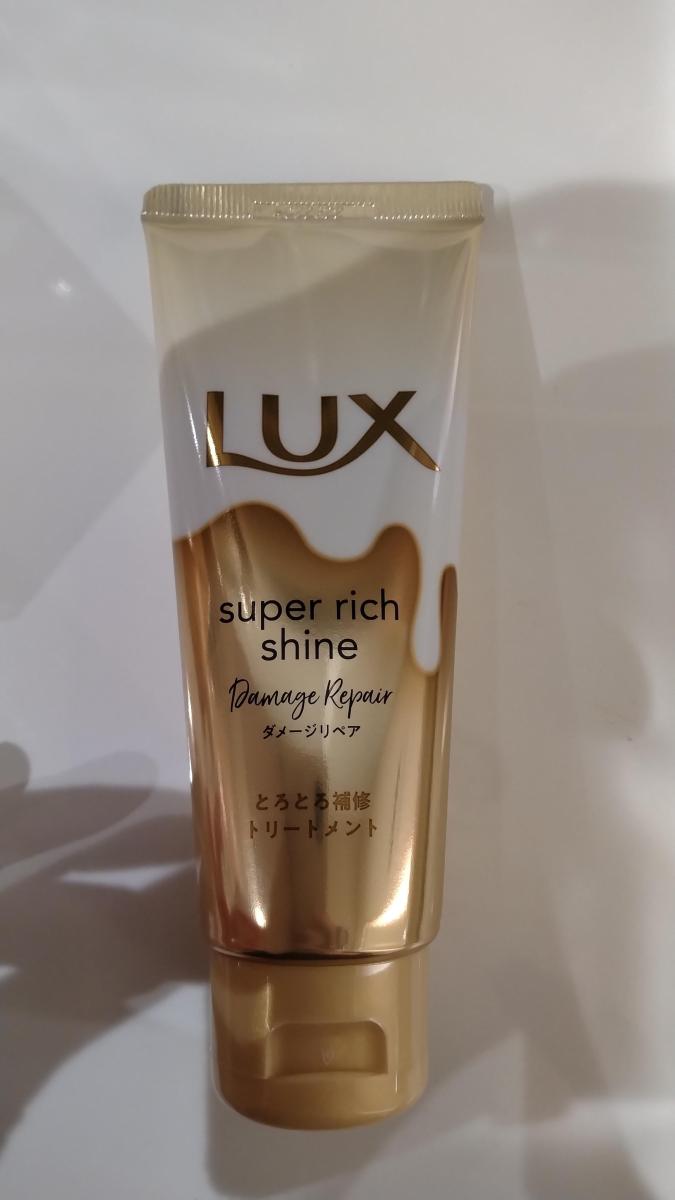 LUX
super rich
shine
Damage Repair
ダメージリペア
とろとろ補修
トリートメント